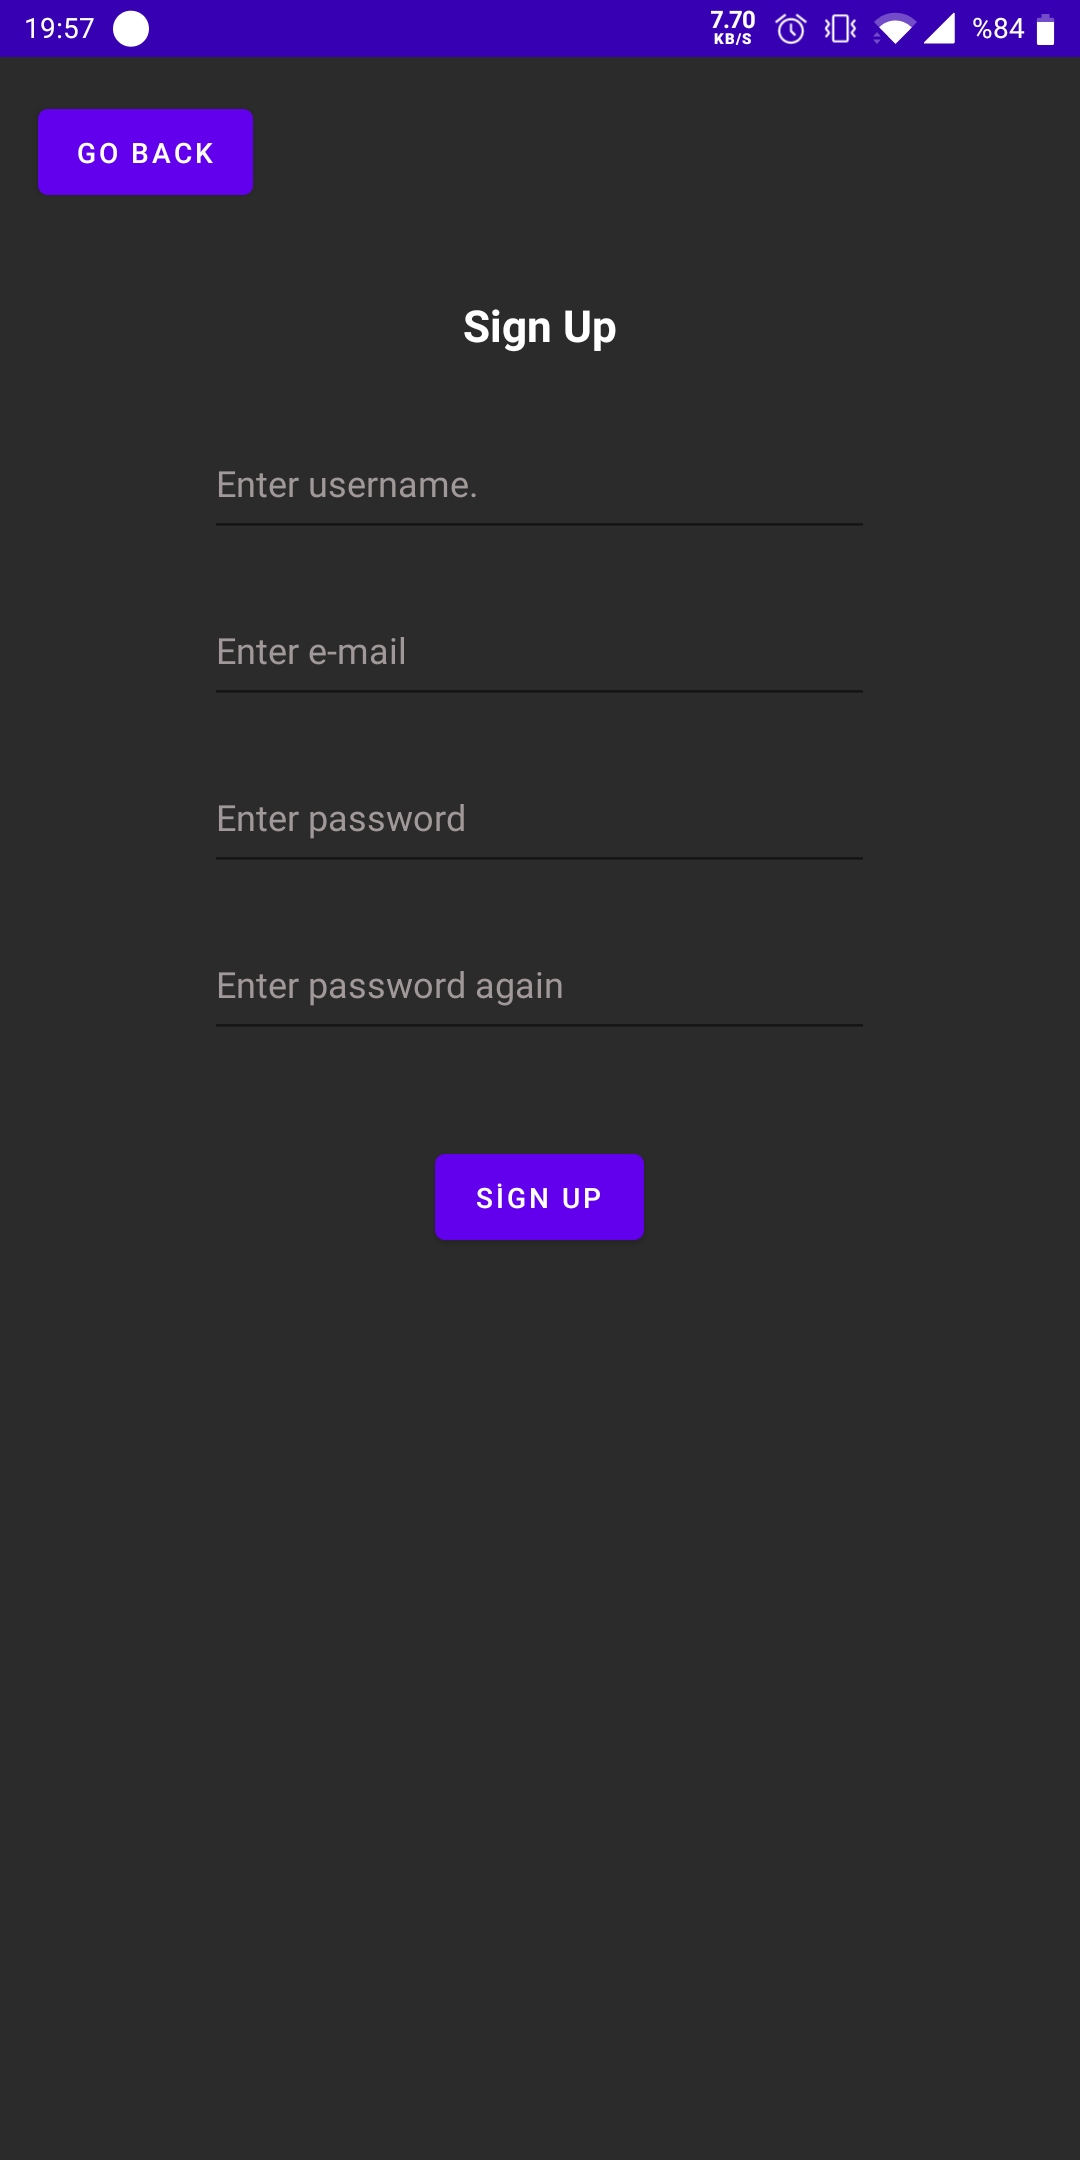 19:57 7.70 KB/S %84
GO BACK
Sign Up
Enter username.
Enter e-mail
Enter password
Enter password again
SİGN UP